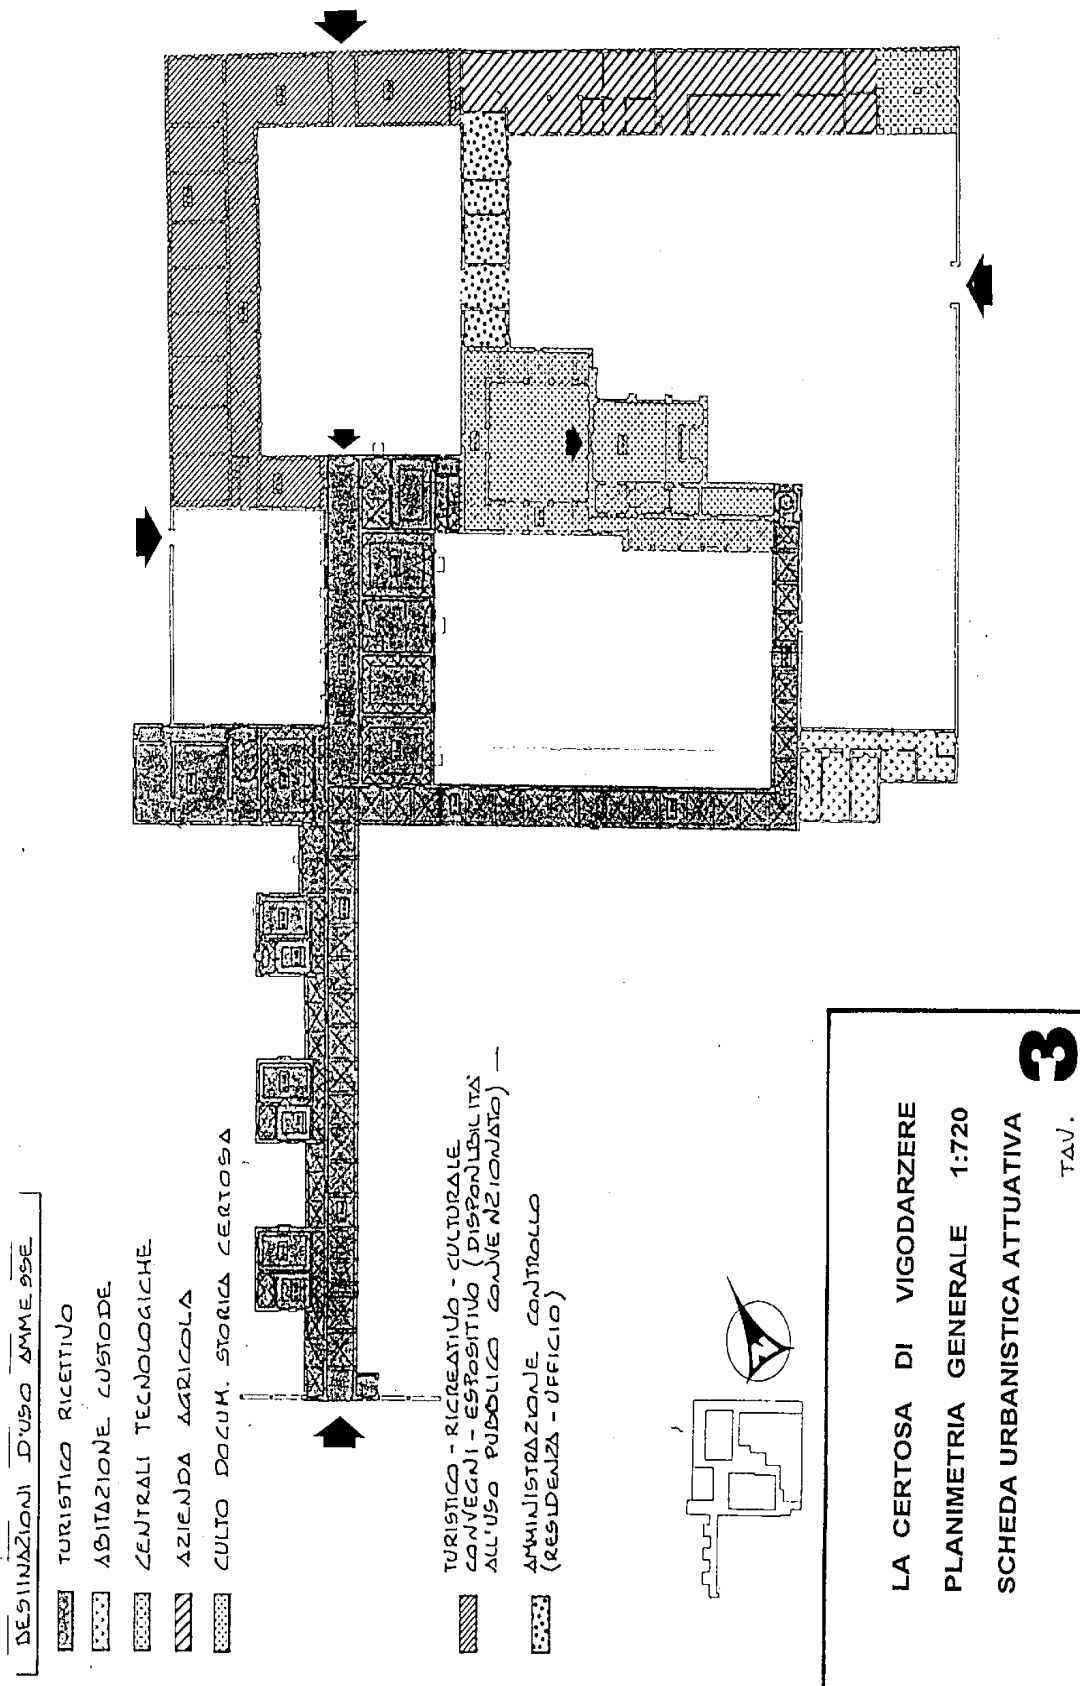 DESTINAZIONI D'USO AMMESSE
TURISTICO RICETTIVO
ABITAZIONE CUSTODE
CENTRALI TECNOLOGICHE
AZIENDA AGRICOLA
CULTO DOCUM. STORICA CERTOSA
TURISTICO - RICREATIVO - CULTURALE
CONVEGNI - ESPOSITIVO (DISPONIBILITA'
ALL'USO PUBBLICO CONVENZIONATO) —
AMMINISTRAZIONE CONTROLLO
(RESIDENZA - UFFICIO)
LA CERTOSA DI VIGODARZERE
PLANIMETRIA GENERALE 1:720
SCHEDA URBANISTICA ATTUATIVA
TAV. 3